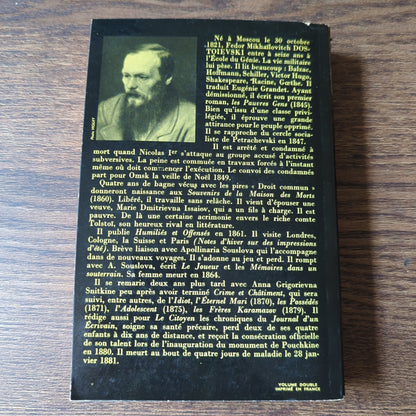 Né à Moscou le 30 octobre
1821, Fedor Mikhaïlovitch DOS-
TOIEVSKI entre à seize ans à
l'École du Génie. La vie militaire
lui pèse. Il lit beaucoup : Balzac,
Hoffmann, Schiller, Victor Hugo,
Shakespeare, Racine, Gœthe. Il
traduit Eugénie Grandet. Ayant
démissionné, il écrit son premier
roman, les Pauvres Gens (1845).
Bien qu'issu d'une classe privi-
légiée, il éprouve une grande
attirance pour le peuple opprimé.
Il se rapproche du cercle socia-
liste de Petrachevski en 1847.
Il est arrêté et condamné à
mort quand Nicolas Ier s'attaque au groupe accusé d'activités
subversives. La peine est commuée en travaux forcés à l'instant
même où doit commencer l'exécution. Le convoi des condamnés
part pour Omsk la veille de Noël 1849.
Quatre ans de bagne vécus avec les pires « Droit commun »
donneront naissance aux Souvenirs de la Maison des Morts
(1860). Libéré, il travaille sans relâche. Il vient d'épouser une
veuve, Marie Dmitrievna Issaïov, qui a un fils à charge. Il est
pauvre. De là une certaine acrimonie envers le riche comte
Tolstoï, son heureux rival en littérature.
Il publie Humiliés et Offensés en 1861. Il visite Londres,
Cologne, la Suisse et Paris (Notes d'hiver sur des impressions
d'été). Brève liaison avec Apollinaria Souslova qui l'accompagne
dans de nouveaux voyages. Il s'adonne au jeu et perd. Il rompt
avec A. Souslova, écrit Le Joueur et les Mémoires dans un
souterrain. Sa femme meurt en 1864.
Il se remarie deux ans plus tard avec Anna Grigorievna
Suitkine peu après avoir terminé Crime et Châtiment, qui sera
suivi, entre autres, de l'Idiot, l'Éternel Mari (1870), les Possédés
(1871), l'Adolescent (1875), les Frères Karamazov (1879). Il
rédige aussi pour Le Citoyen les chroniques du Journal d'un
Écrivain, soigne sa santé précaire, perd deux de ses quatre
enfants à dix ans de distance, et reçoit la consécration officielle
de son talent lors de l'inauguration du monument de Pouchkine
en 1880. Il meurt au bout de quatre jours de maladie le 28 jan-
vier 1881.
VOLUME DOUBLE
IMPRIMÉ EN FRANCE